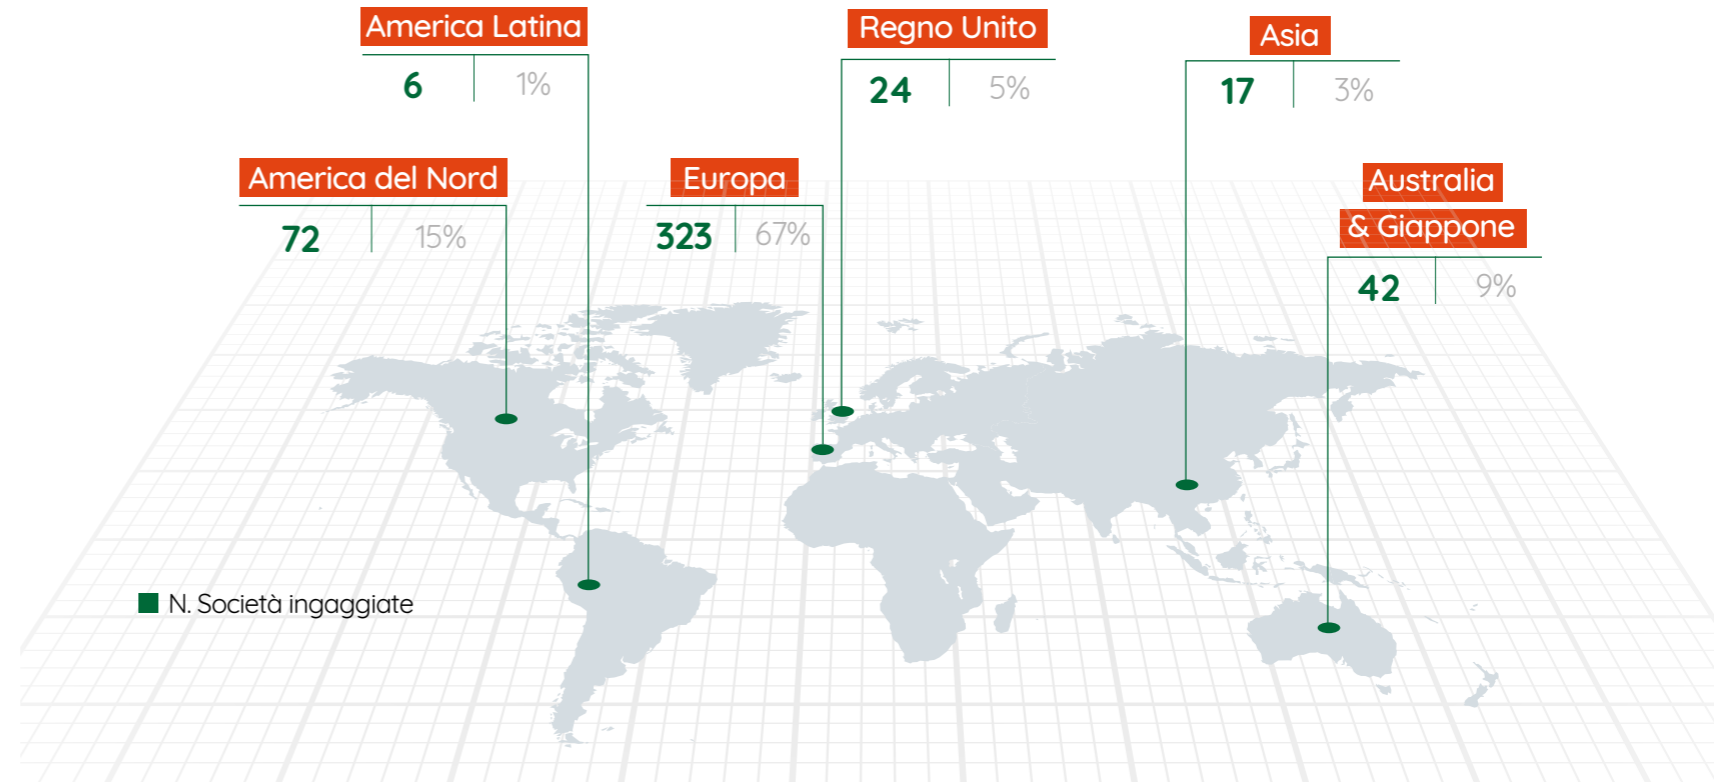 America Latina
6 1%
Regno Unito
24 5%
Asia
17 3%
America del Nord
72 15%
Europa
323 67%
Australia
& Giappone
42 9%
N. Società ingaggiate